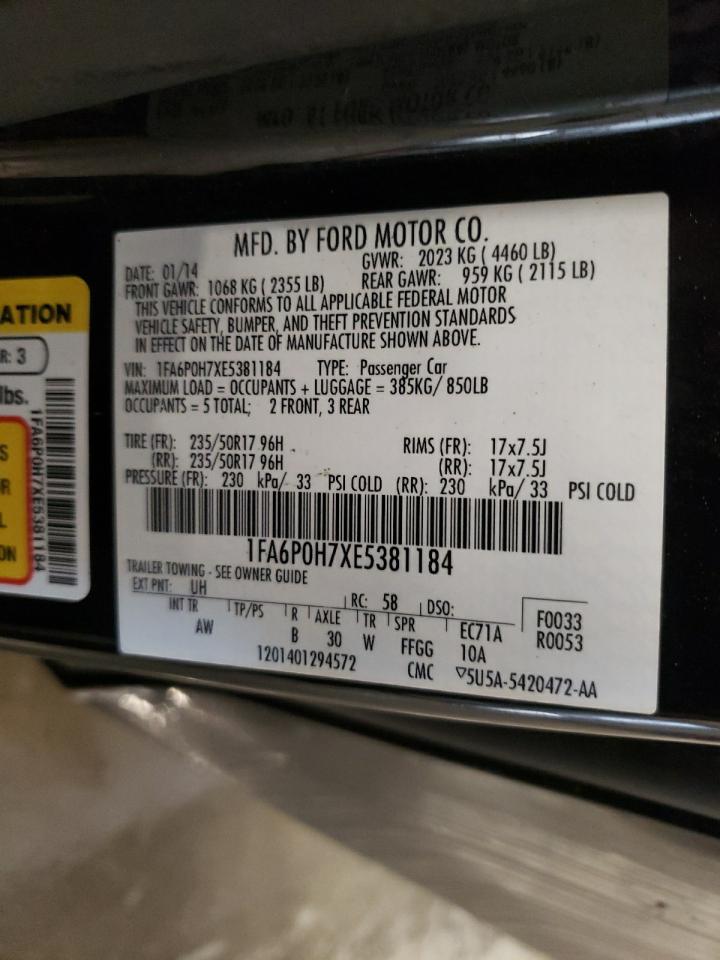 MFD. BY FORD MOTOR CO.
DATE: 01/14 GVWR: 2023 KG ( 4460 LB)
FRONT GAWR: 1068 KG ( 2355 LB) REAR GAWR: 959 KG ( 2115 LB)
THIS VEHICLE CONFORMS TO ALL APPLICABLE FEDERAL MOTOR
VEHICLE SAFETY, BUMPER, AND THEFT PREVENTION STANDARDS
IN EFFECT ON THE DATE OF MANUFACTURE SHOWN ABOVE.
VIN: 1FA6P0H7XE5381184 TYPE: Passenger Car
MAXIMUM LOAD = OCCUPANTS + LUGGAGE = 385KG/ 850LB
OCCUPANTS = 5 TOTAL; 2 FRONT, 3 REAR
TIRE (FR): 235/50R17 96H RIMS (FR): 17x7.5J
(RR): 235/50R17 96H (RR): 17x7.5J
PRESSURE (FR): 230 kPa/ 33 PSI COLD (RR): 230 kPa/ 33 PSI COLD
1FA6P0H7XE5381184
TRAILER TOWING - SEE OWNER GUIDE
EXT PNT: UH RC: 58 DSO: F0033
INT TR TP/PS R AXLE TR SPR EC71A R0053
AW B 30 W FFGG 10A
1201401294572 CMC ▽5U5A-5420472-AA
ATION
R: 3
lbs.
S
OR
L
ON
1FA6P0H7XE5381184